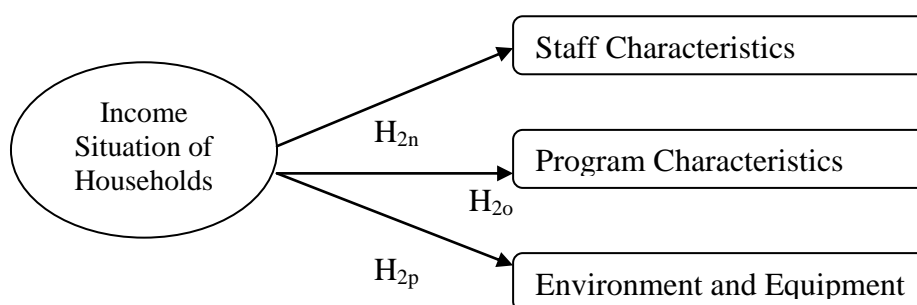 Staff Characteristics
Income
Situation of
Households
H2n
Program Characteristics
H2o
H2p
Environment and Equipment